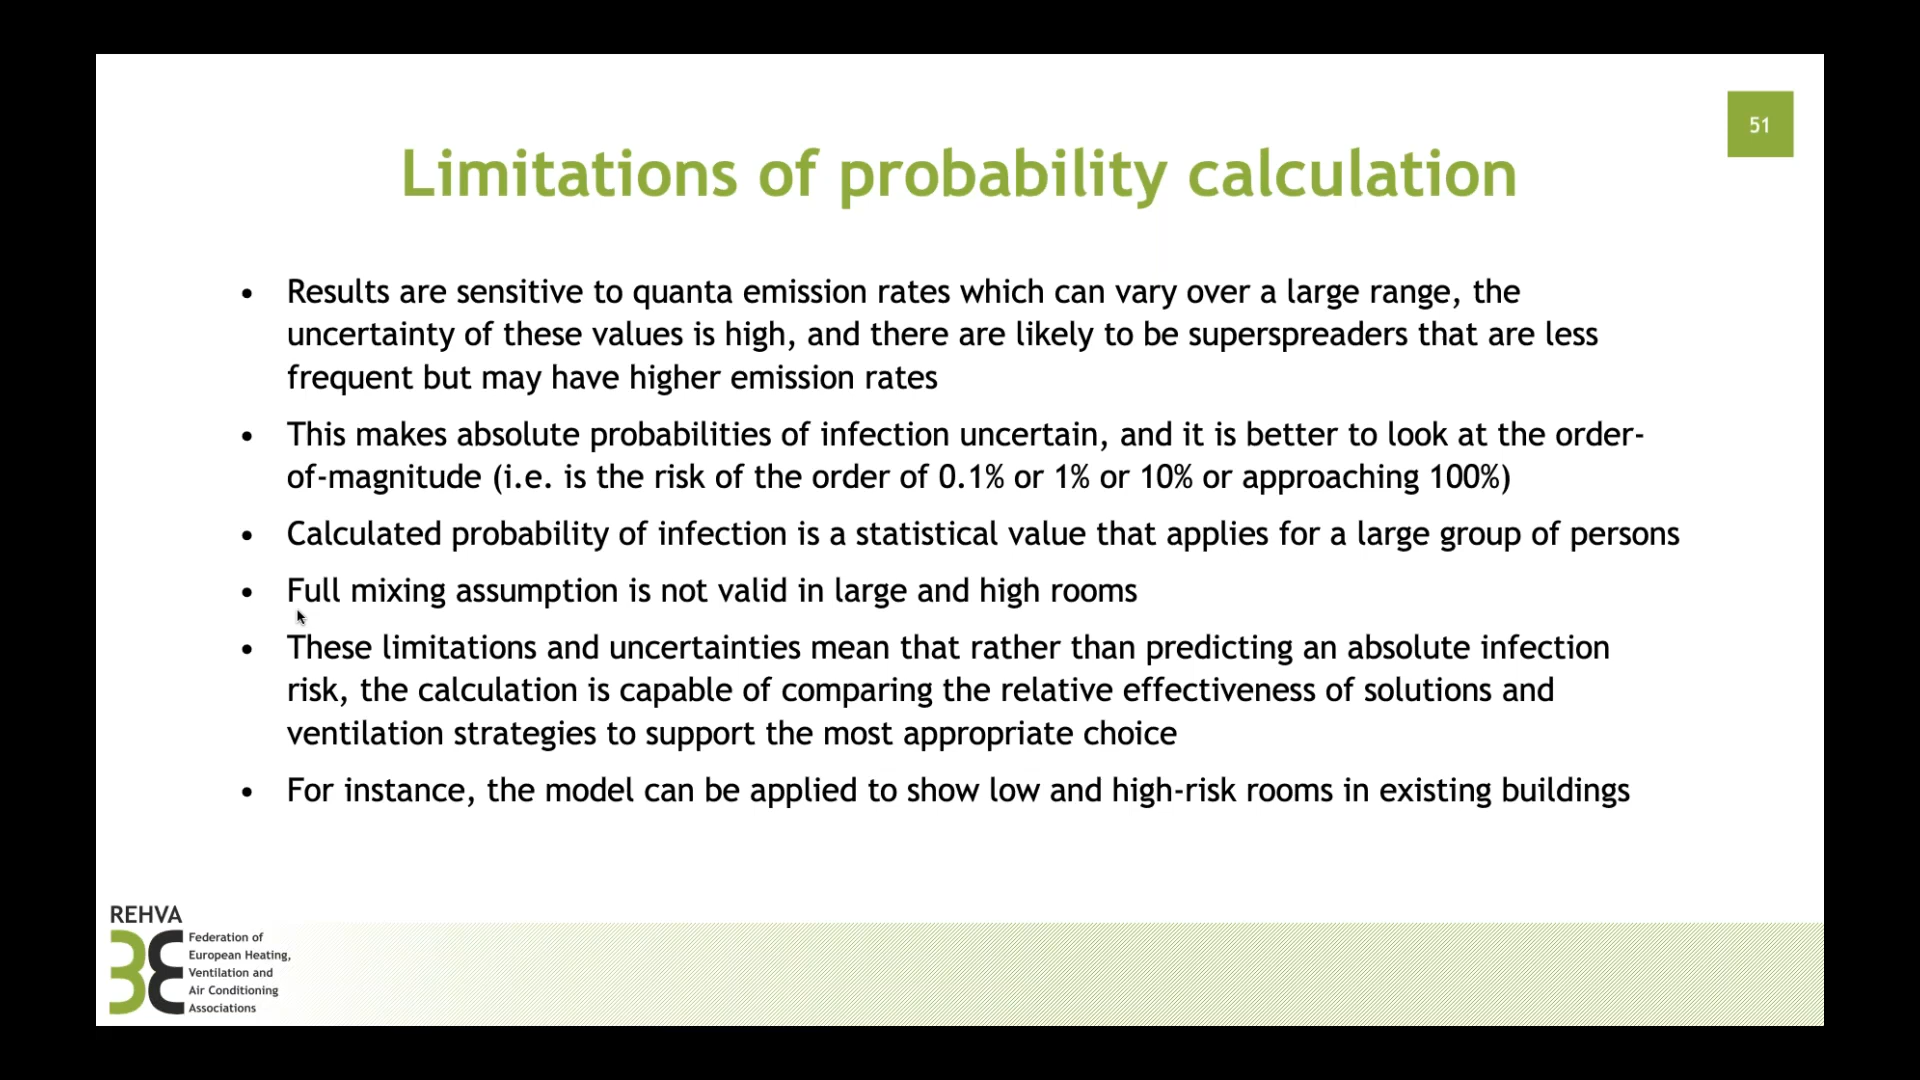 51
Limitations of probability calculation
• Results are sensitive to quanta emission rates which can vary over a large range, the
uncertainty of these values is high, and there are likely to be superspreaders that are less
frequent but may have higher emission rates
• This makes absolute probabilities of infection uncertain, and it is better to look at the order-
of-magnitude (i.e. is the risk of the order of 0.1% or 1% or 10% or approaching 100%)
• Calculated probability of infection is a statistical value that applies for a large group of persons
• Full mixing assumption is not valid in large and high rooms
• These limitations and uncertainties mean that rather than predicting an absolute infection
risk, the calculation is capable of comparing the relative effectiveness of solutions and
ventilation strategies to support the most appropriate choice
• For instance, the model can be applied to show low and high-risk rooms in existing buildings
REHVA
Federation of
European Heating,
Ventilation and
Air Conditioning
Associations